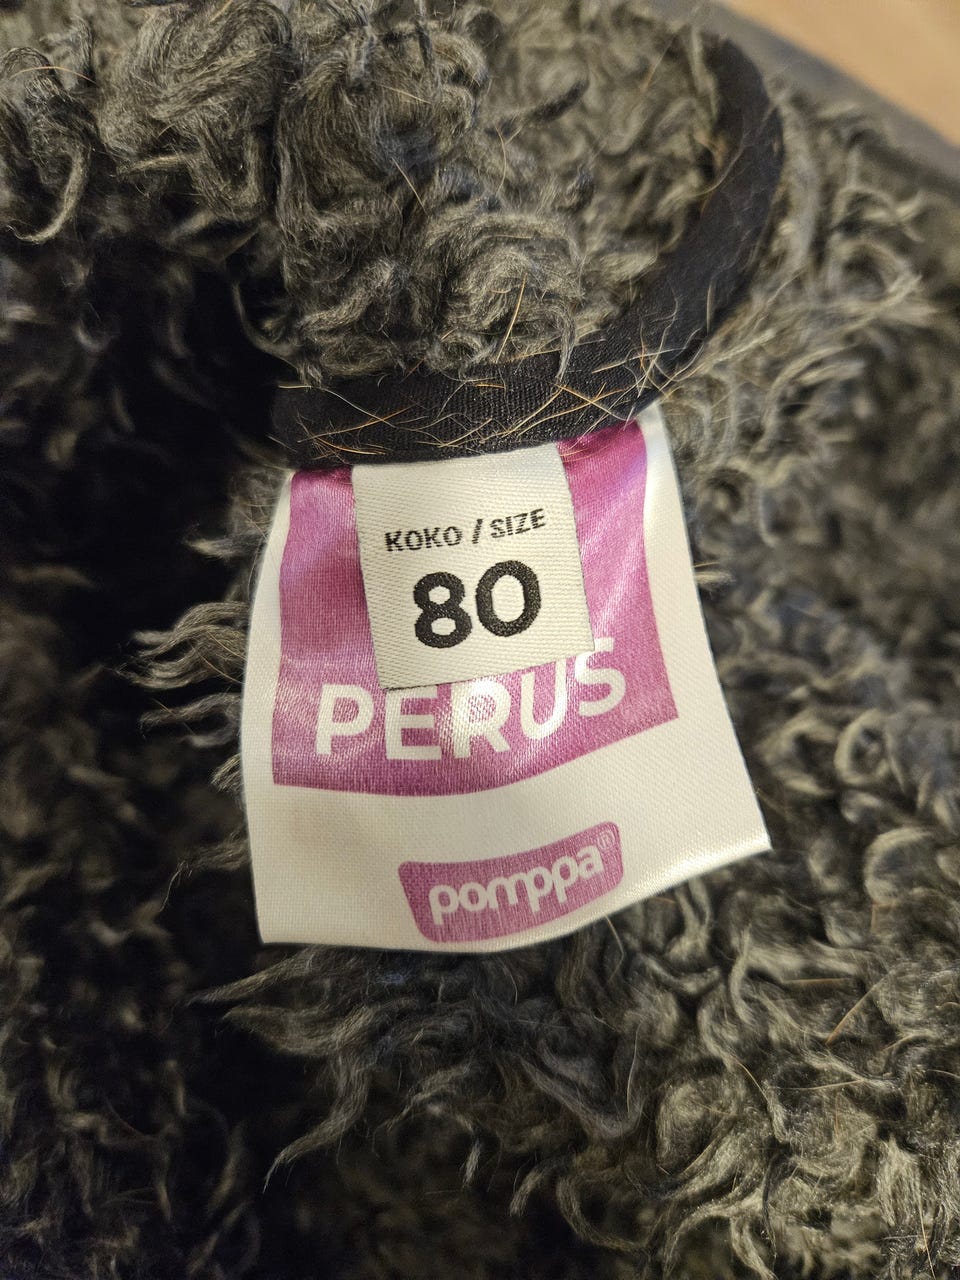 KOKO / SIZE
80
PERUS
pomppa®